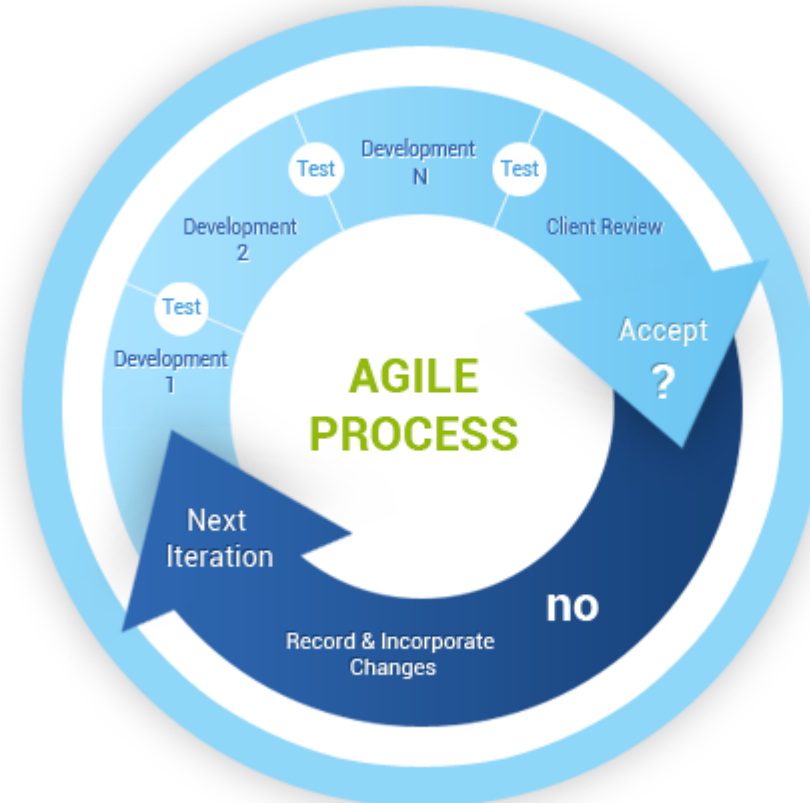 Development
N
Test
Test
Development
2
Client Review
Test
Development
1
Accept
?
AGILE
PROCESS
Next
Iteration
no
Record & Incorporate
Changes